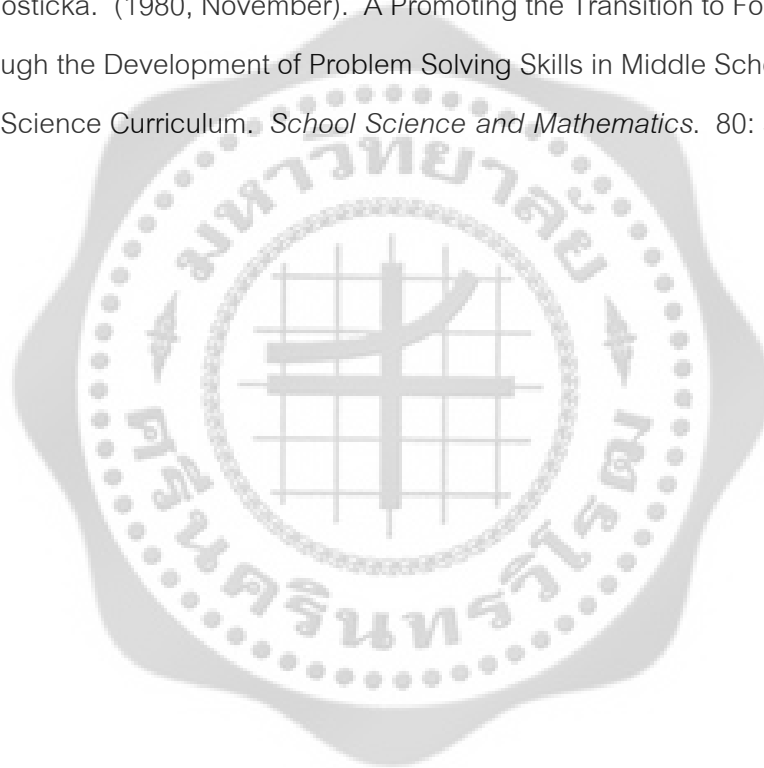 osticka. (1980, November). A Promoting the Transition to Fo
ugh the Development of Problem Solving Skills in Middle Sch
Science Curriculum. School Science and Mathematics. 80:
มหาวิทยาลัย
ศรีนครินทรวิโรฒ